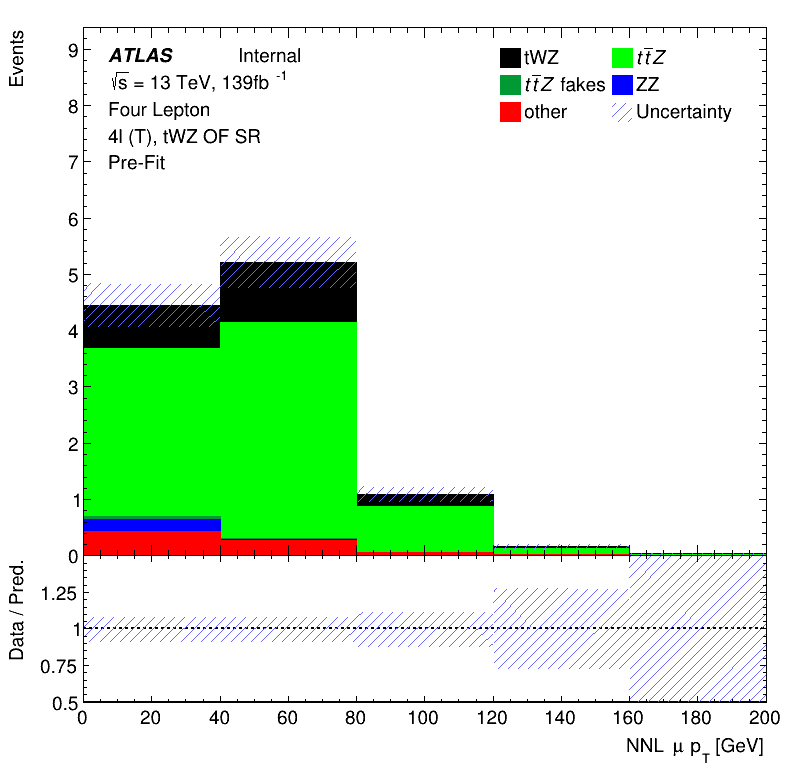 Events
9
8
7
6
5
4
3
2
1
0
ATLAS Internal
√s = 13 TeV, 139fb⁻¹
Four Lepton
4l (T), tWZ OF SR
Pre-Fit
tWZ
tt̄Z
tt̄Z fakes
ZZ
other
Uncertainty
Data / Pred.
1.25
1
0.75
0.5
0 20 40 60 80 100 120 140 160 180 200
NNL μ p_T [GeV]